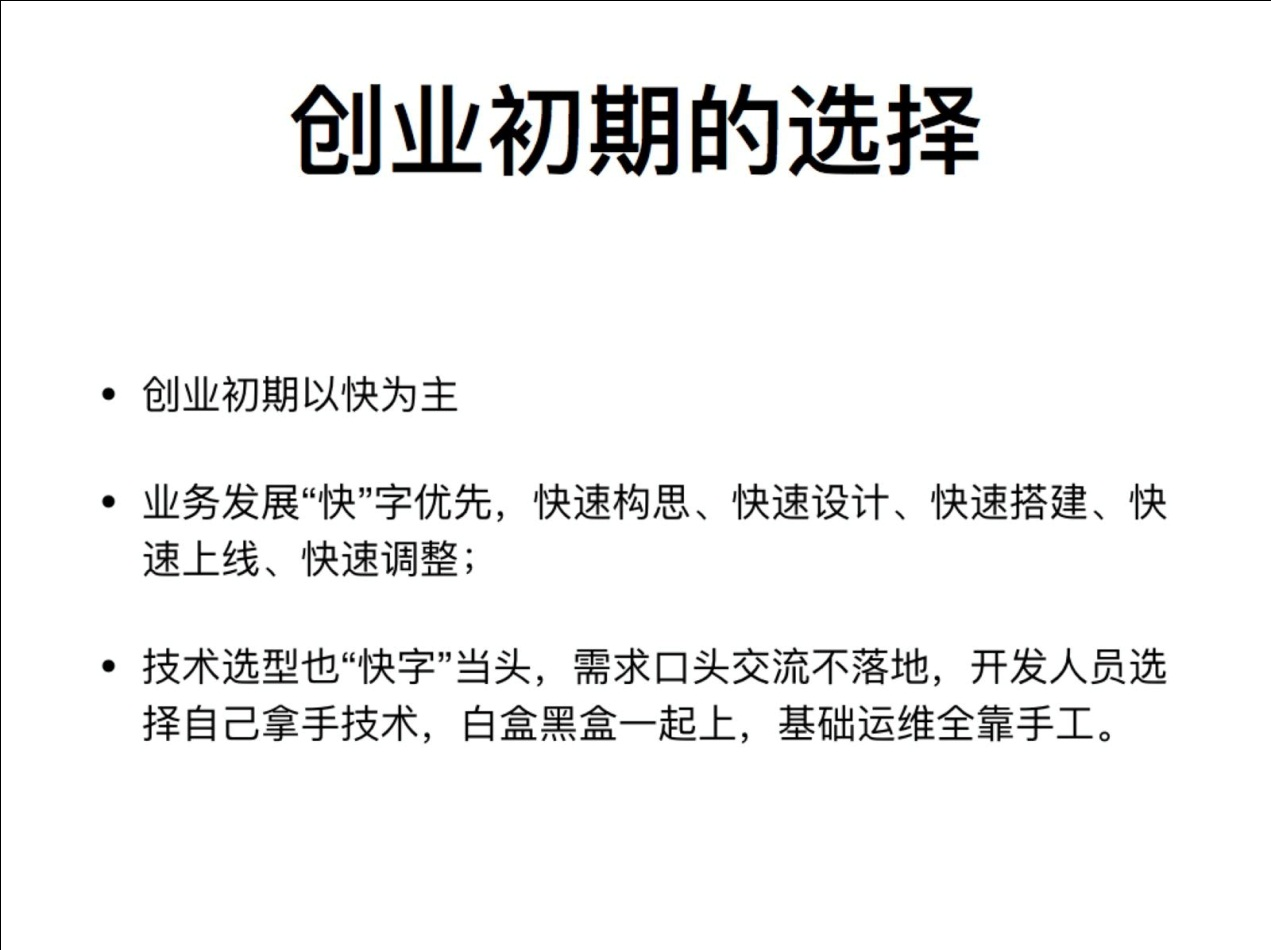 创业初期的选择
• 创业初期以快为主
• 业务发展“快”字优先，快速构思、快速设计、快速搭建、快
速上线、快速调整；
• 技术选型也“快字”当头，需求口头交流不落地，开发人员选
择自己拿手技术，白盒黑盒一起上，基础运维全靠手工。